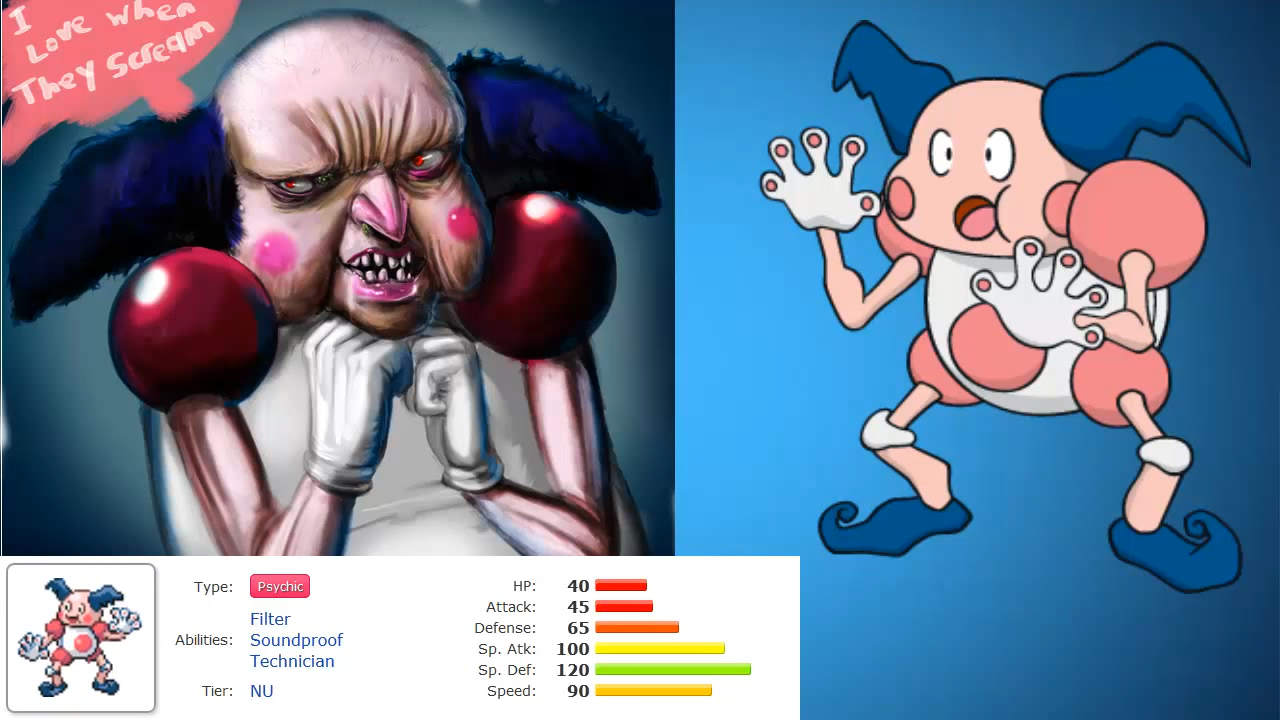 I
Love when
They Scream
Type: Psychic
Abilities: Filter
Soundproof
Technician
Tier: NU
HP: 40
Attack: 45
Defense: 65
Sp. Atk: 100
Sp. Def: 120
Speed: 90